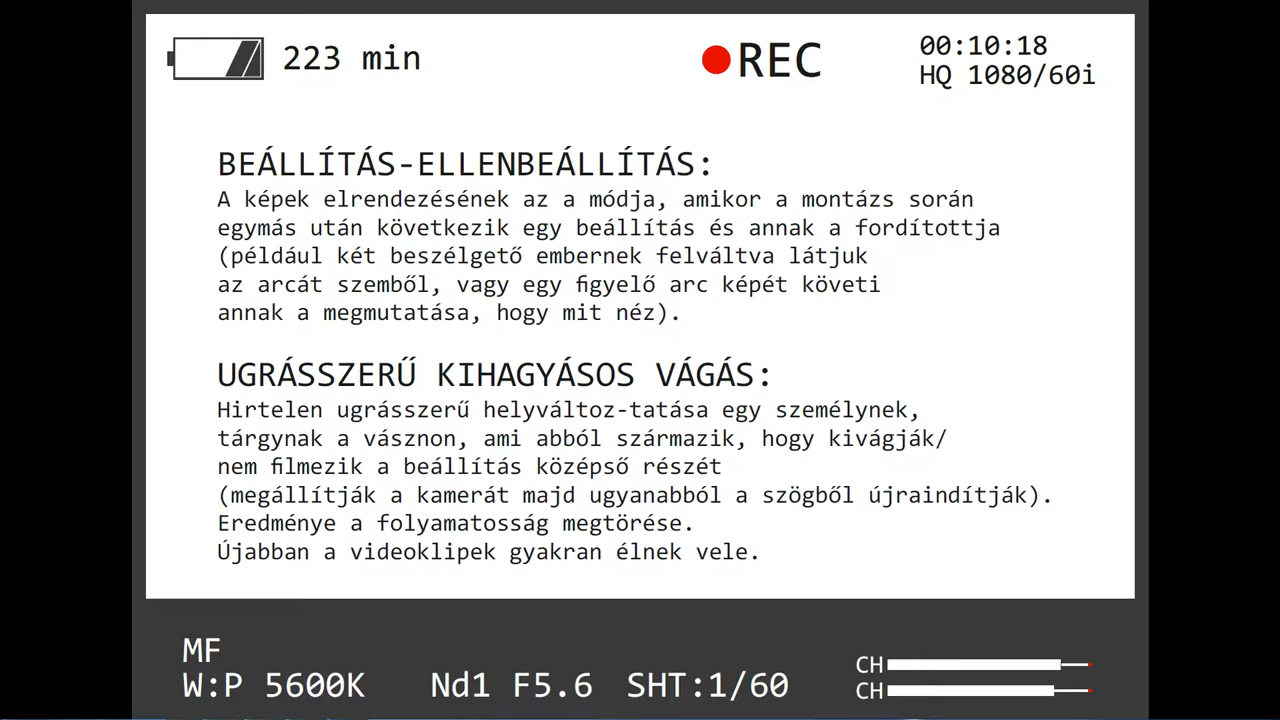 223 min
REC
00:10:18
HQ 1080/60i
BEÁLLÍTÁS-ELLENBEÁLLÍTÁS:
A képek elrendezésének az a módja, amikor a montázs során
egymás után következik egy beállítás és annak a fordítottja
(például két beszélgető embernek felváltva látjuk
az arcát szemből, vagy egy figyelő arc képét követi
annak a megmutatása, hogy mit néz).
UGRÁSSZERŰ KIHAGYÁSOS VÁGÁS:
Hirtelen ugrásszerű helyváltoz-tatása egy személynek,
tárgynak a vásznon, ami abból származik, hogy kivágják/
nem filmezik a beállítás középső részét
(megállítják a kamerát majd ugyanabból a szögből újraindítják).
Eredménye a folyamatosság megtörése.
Újabban a videoklipek gyakran élnek vele.
MF
W:P 5600K Nd1 F5.6 SHT:1/60
CH
CH